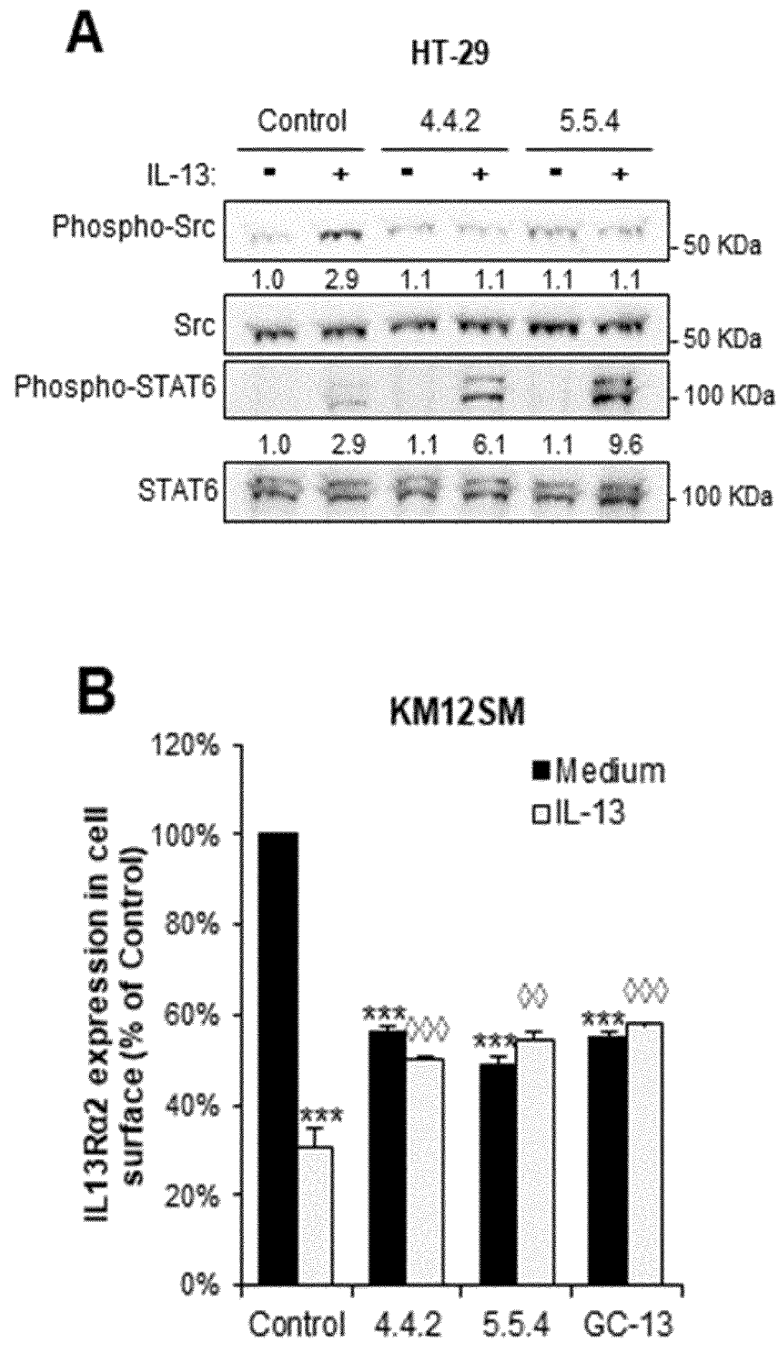 A
HT-29
Control 4.4.2 5.5.4
IL-13: - + - + - +
Phospho-Src
50 KDa
1.0 2.9 1.1 1.1 1.1 1.1
Src
50 KDa
Phospho-STAT6
100 KDa
1.0 2.9 1.1 6.1 1.1 9.6
STAT6
100 KDa
B
KM12SM
IL13Rα2 expression in cell
surface (% of Control)
120%
100%
80%
60%
40%
20%
0%
Medium
IL-13
***
*** ◊◊◊
*** ◊◊
*** ◊◊◊
Control 4.4.2 5.5.4 GC-13